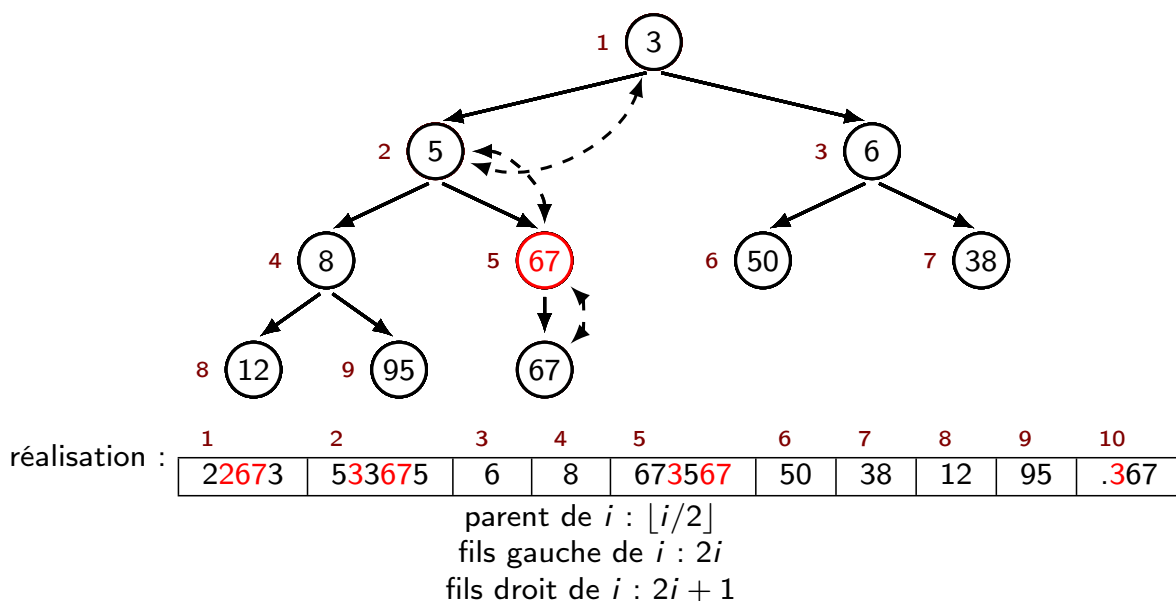 1 3
2 5 3 6
4 8 5 67 6 50 7 38
8 12 9 95 67
1 2 3 4 5 6 7 8 9 10
réalisation : 22673 533675 6 8 673567 50 38 12 95 .367
parent de i : ⌊i/2⌋
fils gauche de i : 2i
fils droit de i : 2i + 1